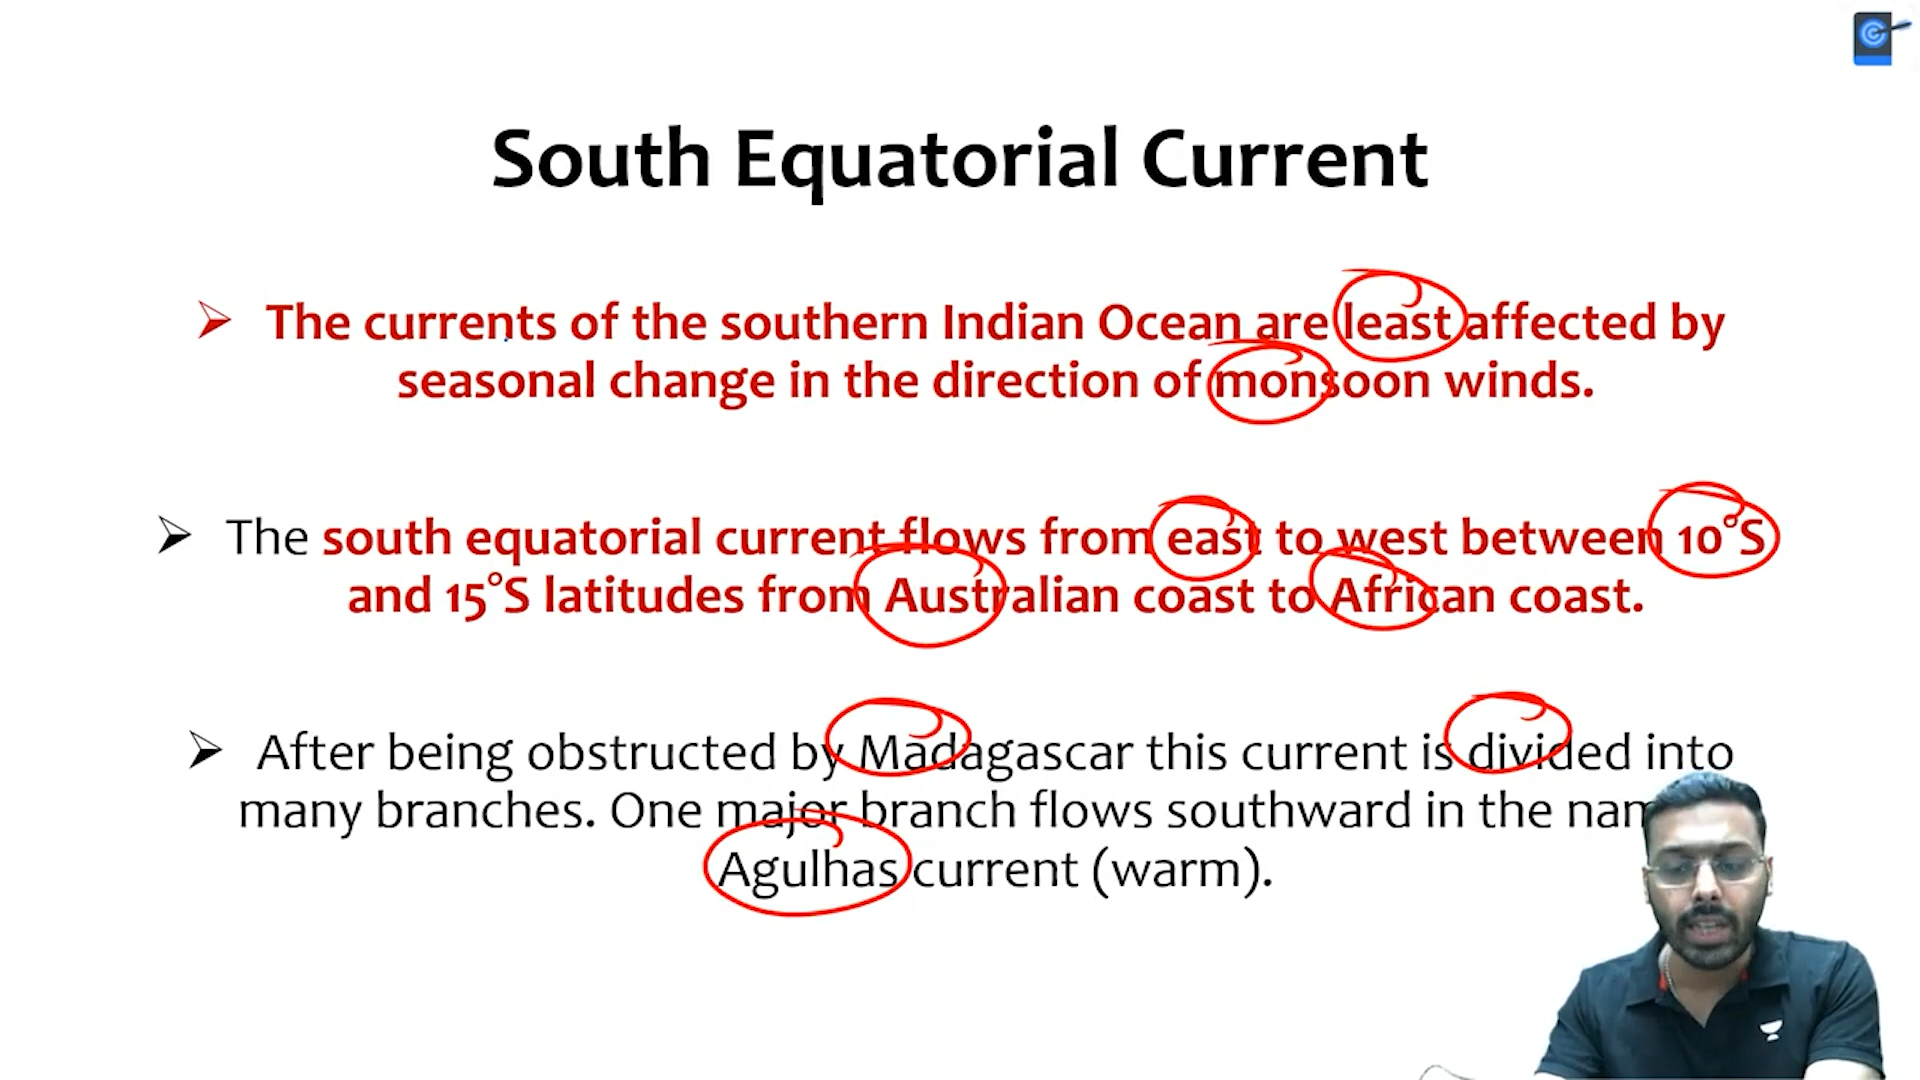 South Equatorial Current
➢ The currents of the southern Indian Ocean are least affected by
seasonal change in the direction of monsoon winds.
➢ The south equatorial current flows from east to west between 10°S
and 15°S latitudes from Australian coast to African coast.
➢ After being obstructed by Madagascar this current is divided into
many branches. One major branch flows southward in the
Agulhas current (warm).